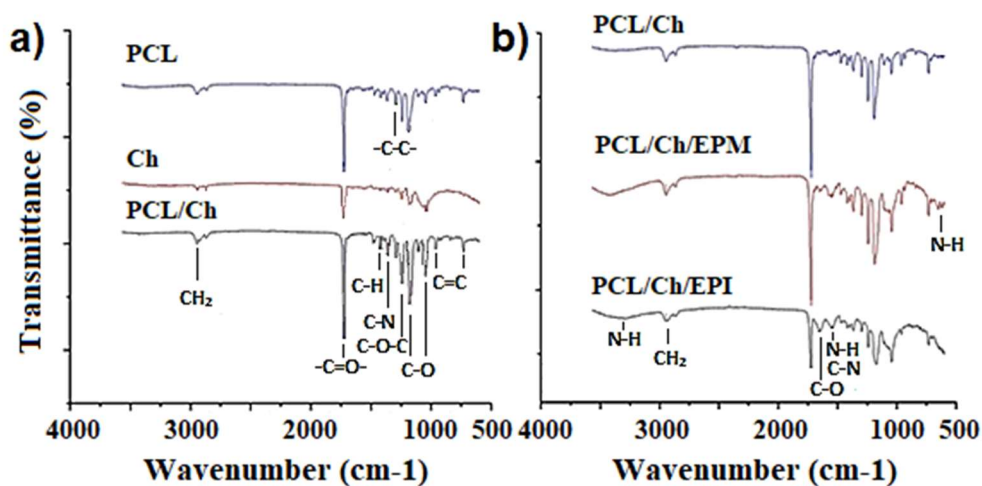 a)
PCL
-C-C-
Ch
PCL/Ch
CH₂
C-H
C-N
C-O-C
C=C
-C=O-
C-O
Transmittance (%)
4000 3000 2000 1000 500
Wavenumber (cm-1)
b)
PCL/Ch
PCL/Ch/EPM
N-H
PCL/Ch/EPI
N-H
CH₂
N-H
C-N
C-O
4000 3000 2000 1000 500
Wavenumber (cm-1)